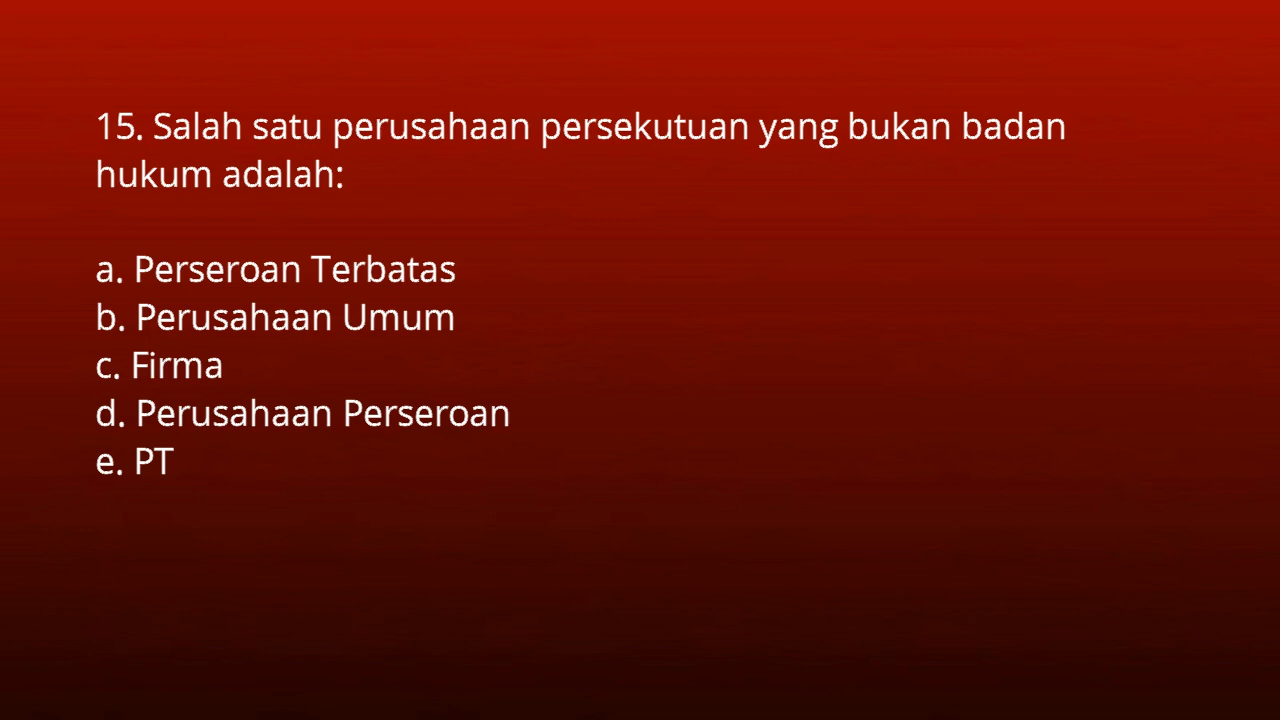 15. Salah satu perusahaan persekutuan yang bukan badan
hukum adalah:
a. Perseroan Terbatas
b. Perusahaan Umum
c. Firma
d. Perusahaan Perseroan
e. PT